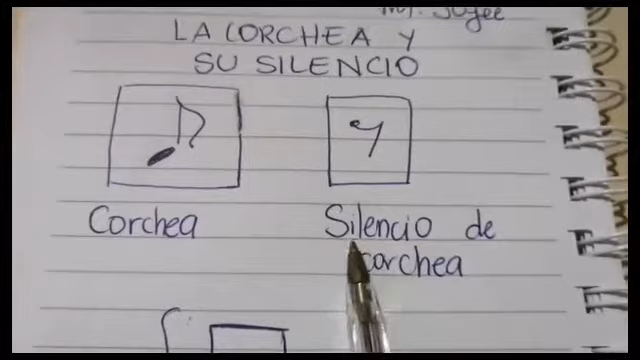 LA CORCHEA Y
SU SILENCIO
Corchea
Silencio de
corchea